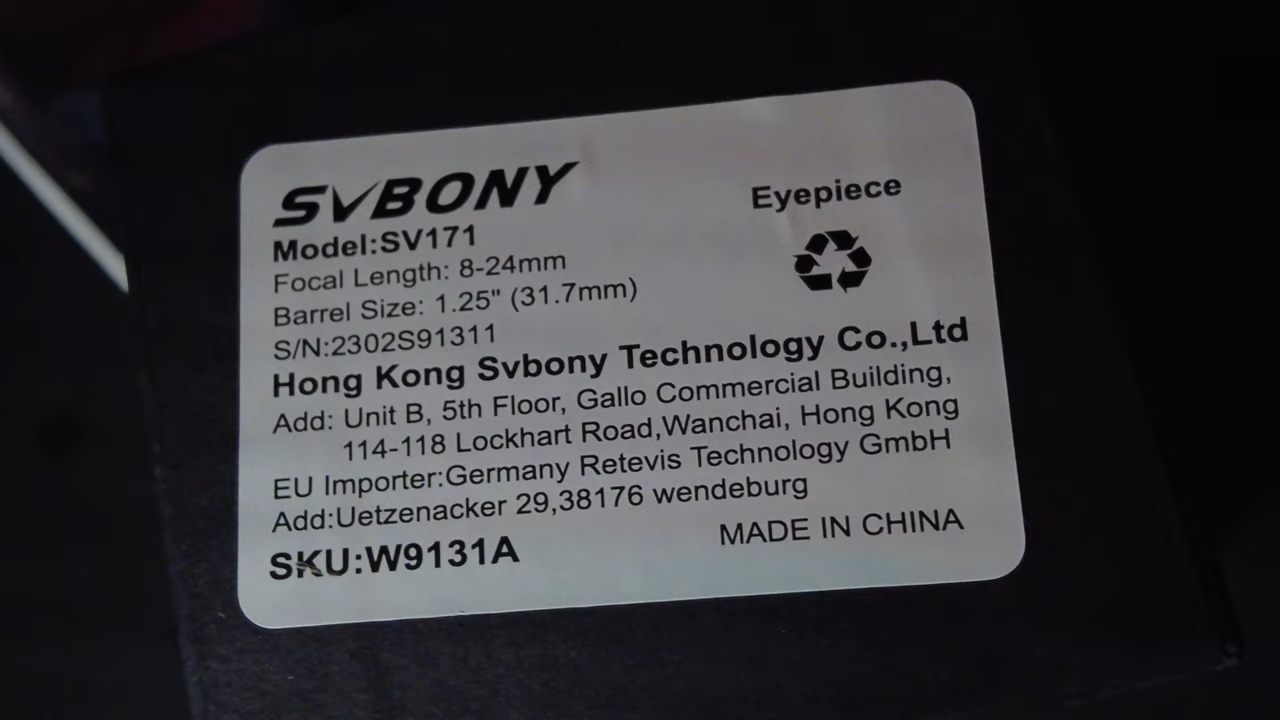 SVBONY
Eyepiece
Model:SV171
Focal Length: 8-24mm
Barrel Size: 1.25" (31.7mm)
S/N:2302S91311
Hong Kong Svbony Technology Co.,Ltd
Add: Unit B, 5th Floor, Gallo Commercial Building,
114-118 Lockhart Road,Wanchai, Hong Kong
EU Importer:Germany Retevis Technology GmbH
Add:Uetzenacker 29,38176 wendeburg
SKU:W9131A
MADE IN CHINA